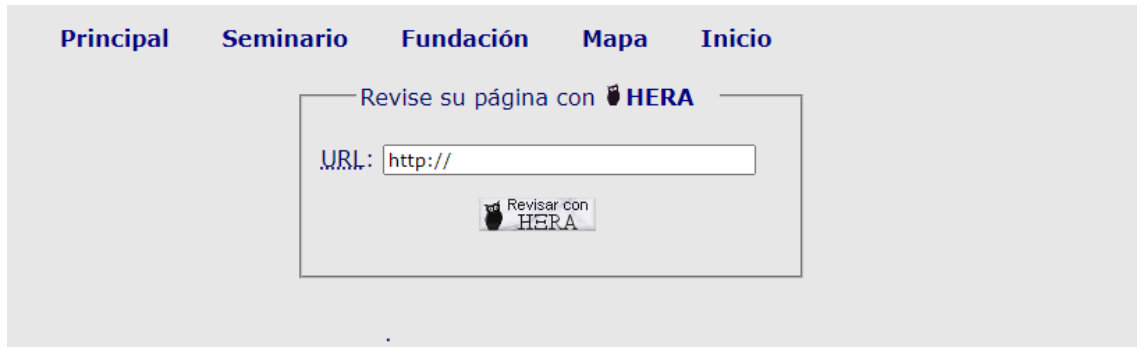 Principal Seminario Fundación Mapa Inicio
Revise su página con HERA
URL: http://
Revisar con
HERA
.